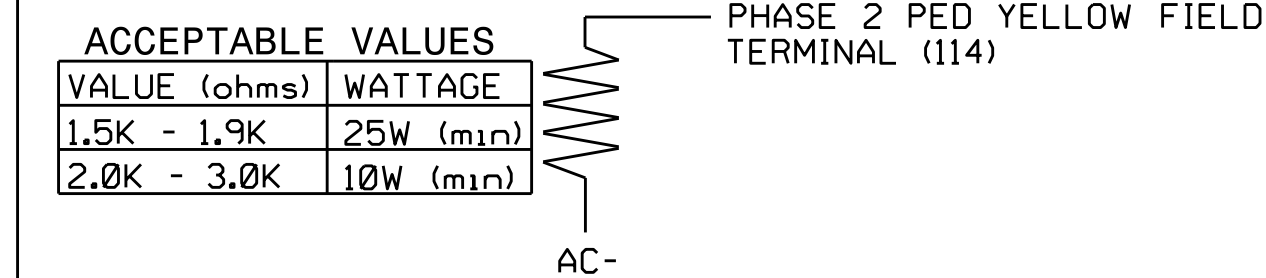 ACCEPTABLE VALUES
VALUE (ohms) WATTAGE
1.5K - 1.9K 25W (min)
2.0K - 3.0K 10W (min)
PHASE 2 PED YELLOW FIELD
TERMINAL (114)
AC-